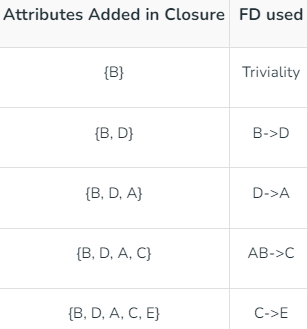 Attributes Added in Closure FD used
{B} Triviality
{B, D} B->D
{B, D, A} D->A
{B, D, A, C} AB->C
{B, D, A, C, E} C->E